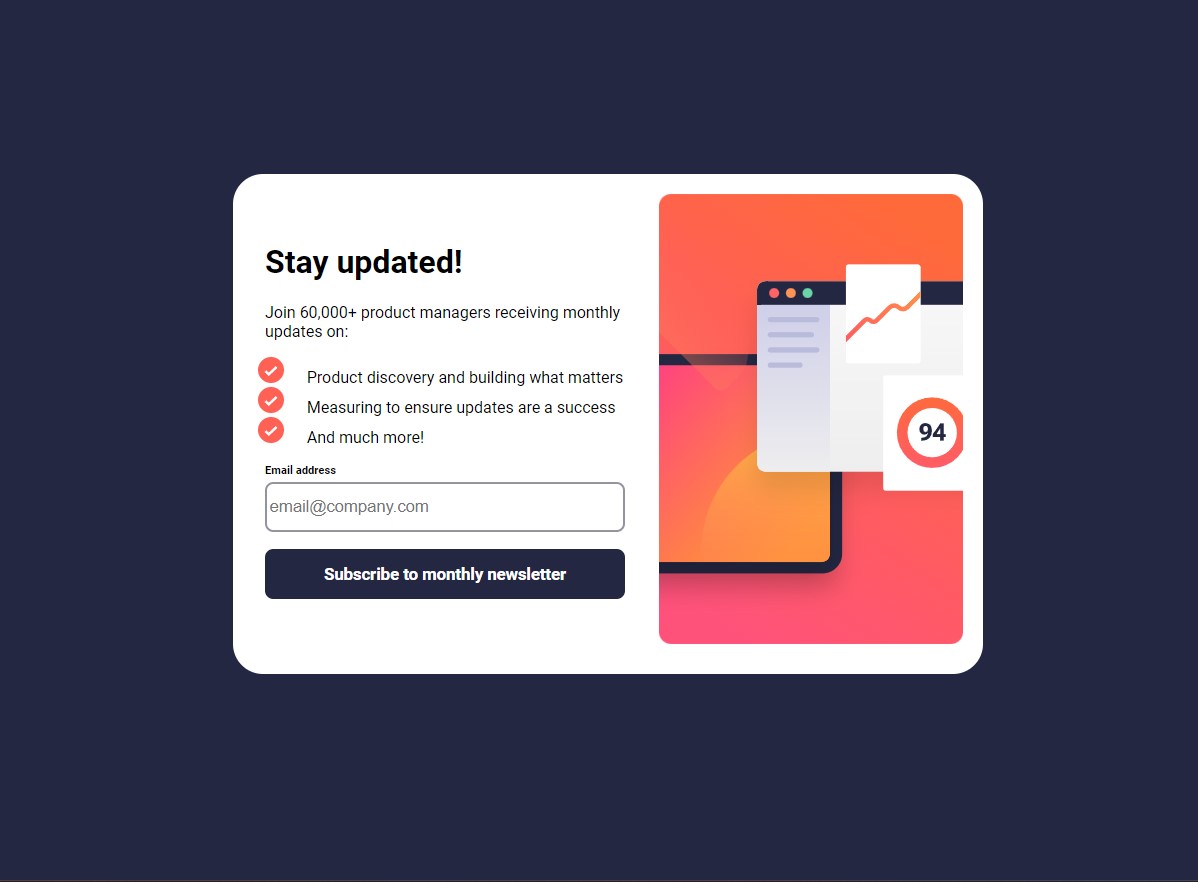 Stay updated!
Join 60,000+ product managers receiving monthly
updates on:
Product discovery and building what matters
Measuring to ensure updates are a success
And much more!
Email address
email@company.com
Subscribe to monthly newsletter
94